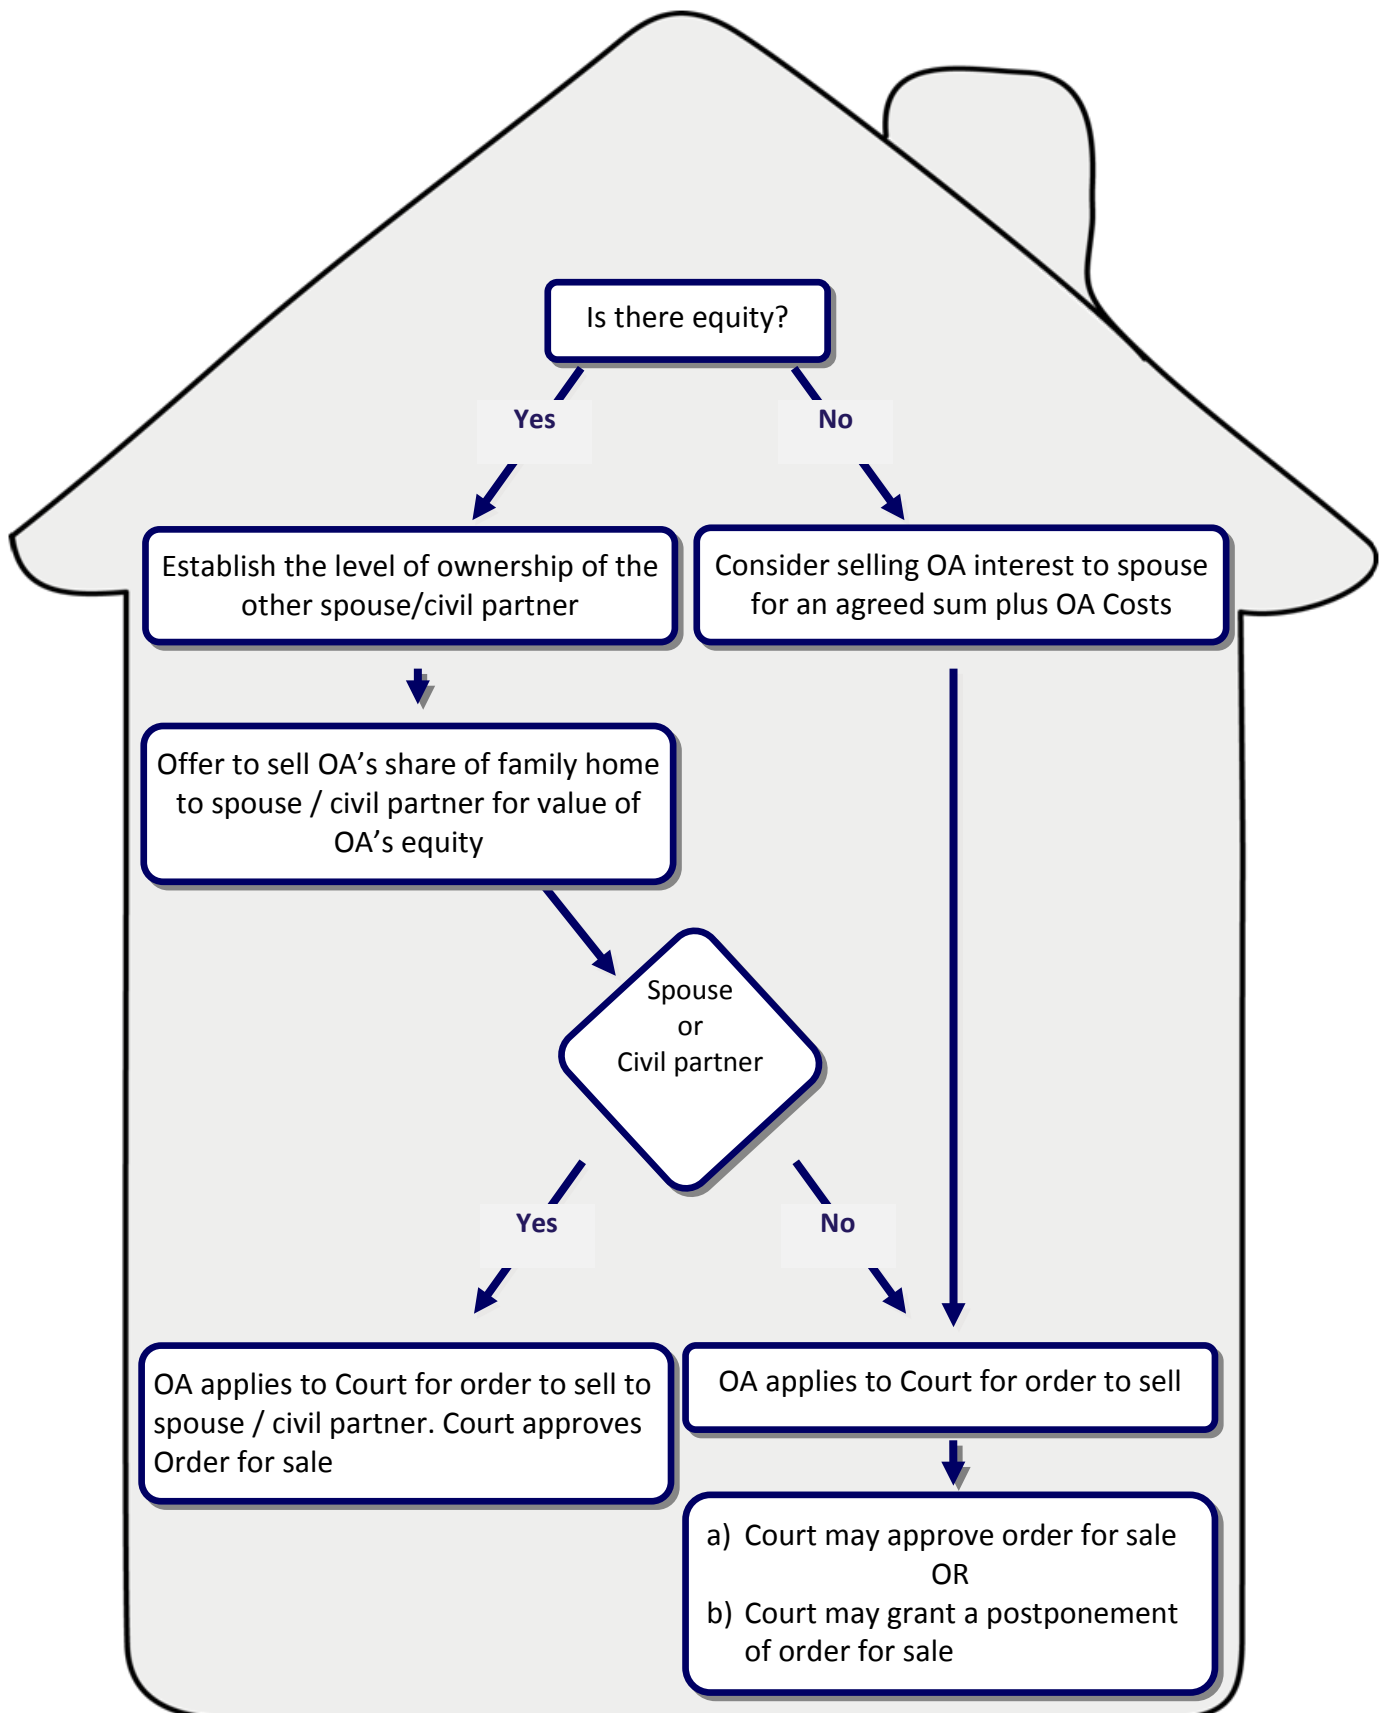 Is there equity?
Yes
No
Establish the level of ownership of the
other spouse/civil partner
Consider selling OA interest to spouse
for an agreed sum plus OA Costs
Offer to sell OA’s share of family home
to spouse / civil partner for value of
OA’s equity
Spouse
or
Civil partner
Yes
No
OA applies to Court for order to sell to
spouse / civil partner. Court approves
Order for sale
OA applies to Court for order to sell
a) Court may approve order for sale
OR
b) Court may grant a postponement
of order for sale